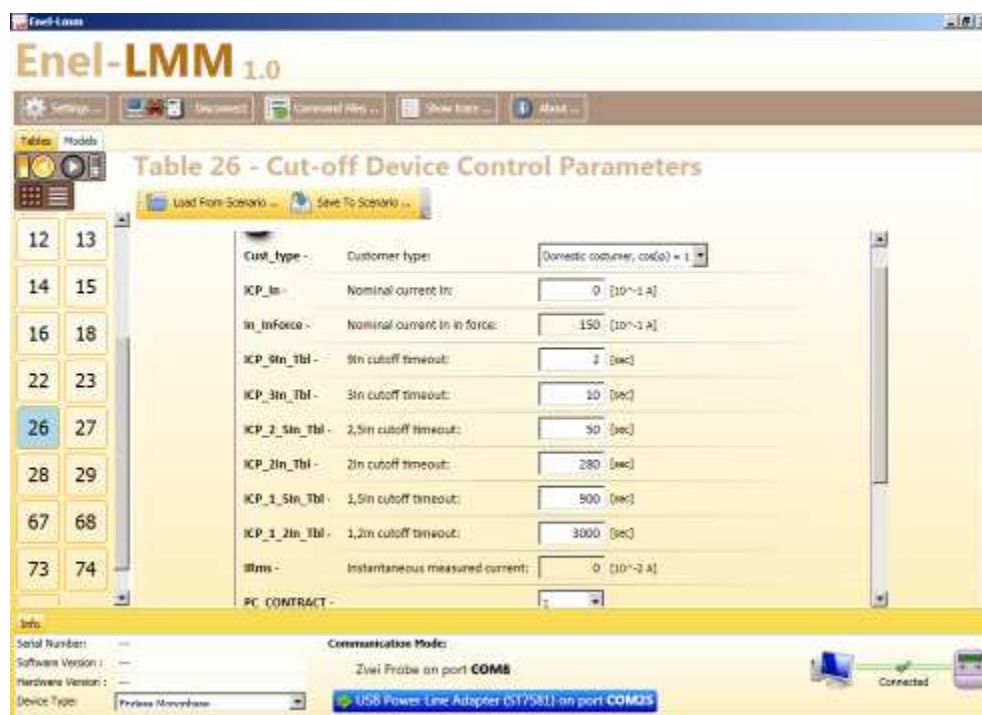 Enel-Lmm
Enel-LMM 1.0
Settings ... Disconnect Command Files ... Show trace ... About ...
Tables Models
Table 26 - Cut-off Device Control Parameters
Load From Scenario ... Save To Scenario ...
12 13
14 15
16 18
22 23
26 27
28 29
67 68
73 74
Cust_type - Customer type: Domestic costumer, cos(φ) = 1
ICP_In - Nominal current In: 0 [10^-1 A]
In_InForce - Nominal current In in force: 150 [10^-1 A]
ICP_9In_Tbl - 9In cutoff timeout: 2 [sec]
ICP_3In_Tbl - 3In cutoff timeout: 10 [sec]
ICP_2_5In_Tbl - 2,5In cutoff timeout: 50 [sec]
ICP_2In_Tbl - 2In cutoff timeout: 280 [sec]
ICP_1_5In_Tbl - 1,5In cutoff timeout: 900 [sec]
ICP_1_2In_Tbl - 1,2In cutoff timeout: 3000 [sec]
IRms - Instantaneous measured current: 0 [10^-2 A]
PC_CONTRACT - 1
Info
Serial Number: ---
Software Version : ---
Hardware Version : ---
Device Type:
Communication Mode:
Zvei Probe on port COM8
USB Power Line Adapter (ST7581) on port COM25
Connected